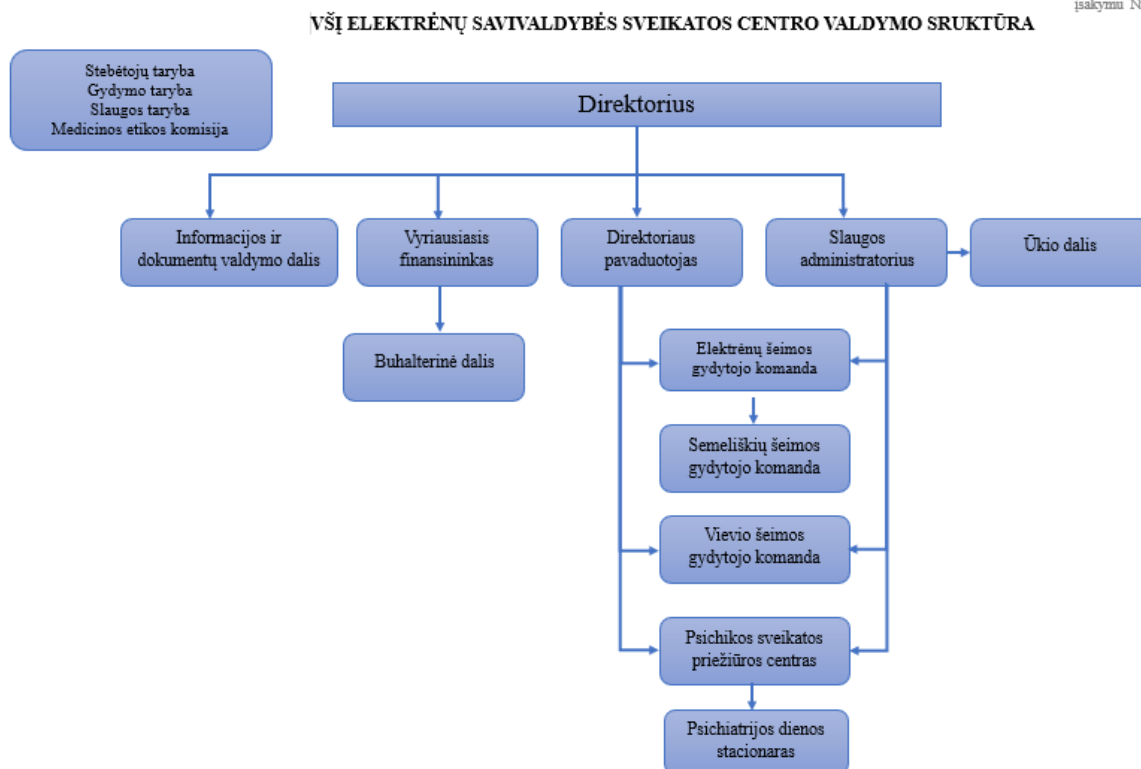 įsakymu N
VŠĮ ELEKTRĖNŲ SAVIVALDYBĖS SVEIKATOS CENTRO VALDYMO SRUKTŪRA
Stebėtojų taryba
Gydymo taryba
Slaugos taryba
Medicinos etikos komisija
Direktorius
Informacijos ir
dokumentų valdymo dalis
Vyriausiasis
finansininkas
Direktoriaus
pavaduotojas
Slaugos
administratorius
Ūkio dalis
Buhalterinė dalis
Elektrėnų šeimos
gydytojo komanda
Semeliškių šeimos
gydytojo komanda
Vievio šeimos
gydytojo komanda
Psichikos sveikatos
priežiūros centras
Psichiatrijos dienos
stacionaras